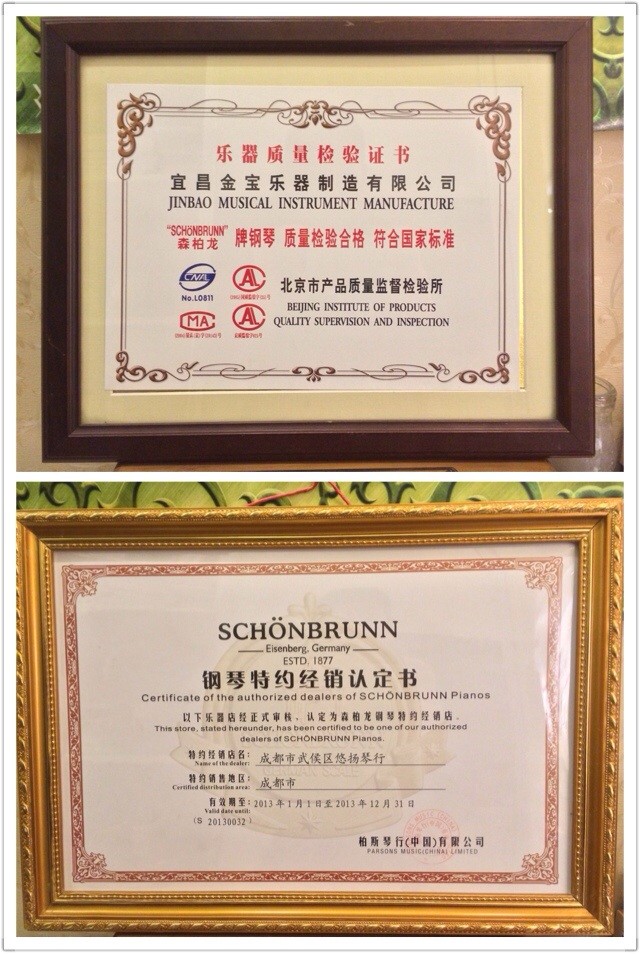 乐器质量检验证书
宜昌金宝乐器制造有限公司
JINBAO MUSICAL INSTRUMENT MANUFACTURE
"SCHÖNBRUNN"
森柏龙 牌钢琴 质量检验合格 符合国家标准
CNAL
No.L0811
AL
MA
AL
北京市产品质量监督检验所
BEIJING INSTITUTE OF PRODUCTS
QUALITY SUPERVISION AND INSPECTION
SCHÖNBRUNN
Eisenberg, Germany
ESTD. 1877
钢琴特约经销认定书
Certificate of the authorized dealers of SCHÖNBRUNN Pianos
以下乐器店经正式审核、认定为森柏龙钢琴特约经销店。
This store, stated hereunder, has been certified to be one of our authorized
dealers of SCHÖNBRUNN Pianos.
特约经销店名: 成都市武侯区悠扬琴行
Name of the dealer:
特约销售地区: 成都市
Certified distribution area:
有效期至: 2013年1月1日至2013年12月31日
Valid date until:
(S 20130032)
柏斯琴行(中国)有限公司
PARSONS MUSIC(CHINA) LIMITED